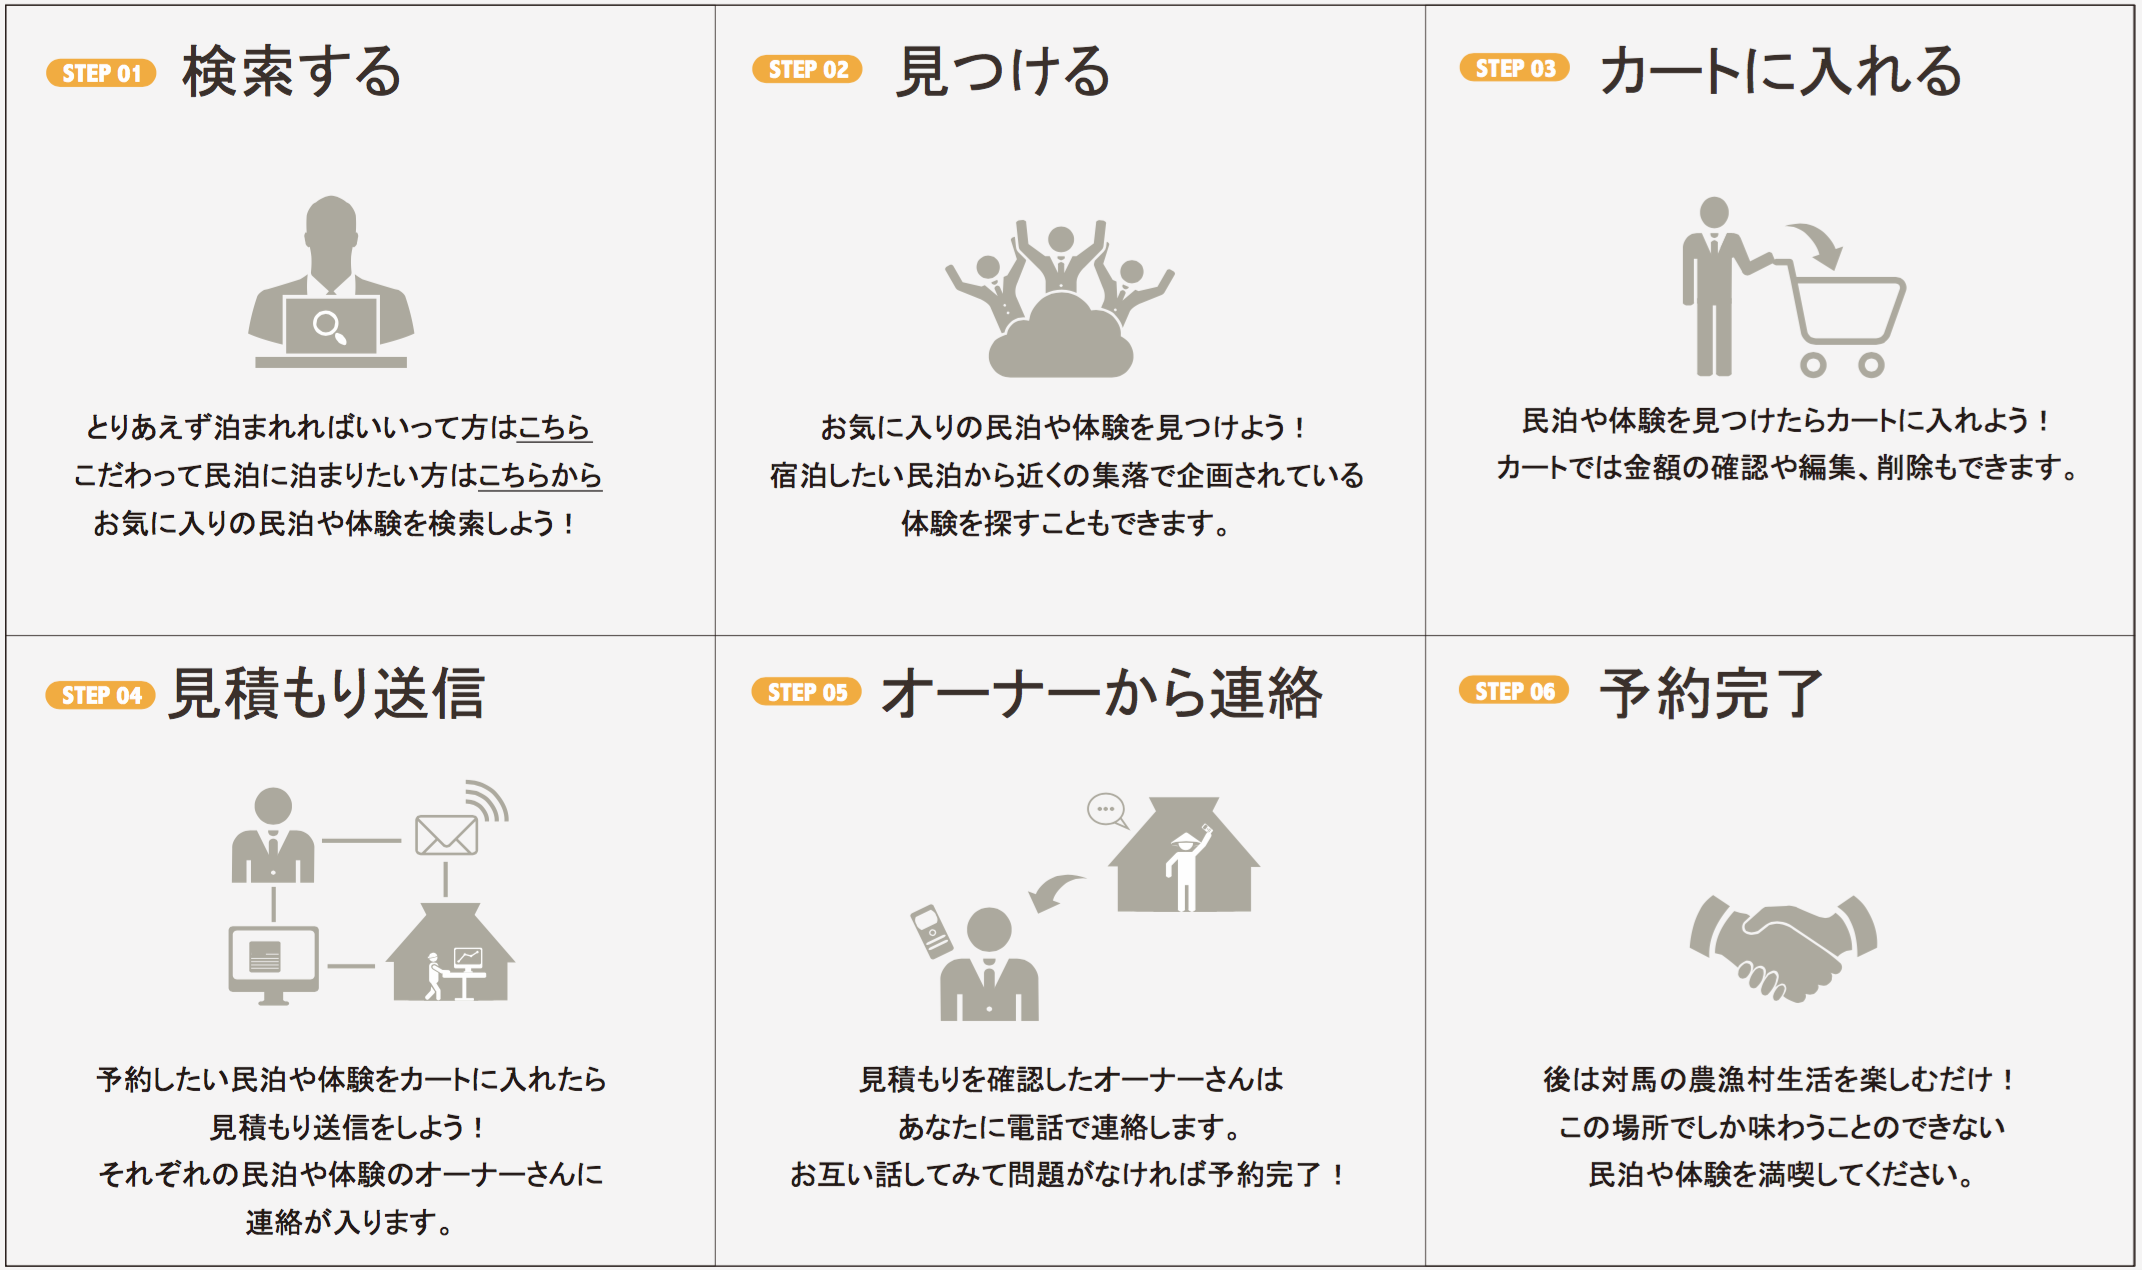 STEP 01 検索する
とりあえず泊まれればいいって方はこちら
こだわって民泊に泊まりたい方はこちらから
お気に入りの民泊や体験を検索しよう！
STEP 02 見つける
お気に入りの民泊や体験を見つけよう！
宿泊したい民泊から近くの集落で企画されている
体験を探すこともできます。
STEP 03 カートに入れる
民泊や体験を見つけたらカートに入れよう！
カートでは金額の確認や編集、削除もできます。
STEP 04 見積もり送信
予約したい民泊や体験をカートに入れたら
見積もり送信をしよう！
それぞれの民泊や体験のオーナーさんに
連絡が入ります。
STEP 05 オーナーから連絡
見積もりを確認したオーナーさんは
あなたに電話で連絡します。
お互い話してみて問題がなければ予約完了！
STEP 06 予約完了
後は対馬の農漁村生活を楽しむだけ！
この場所でしか味わうことのできない
民泊や体験を満喫してください。